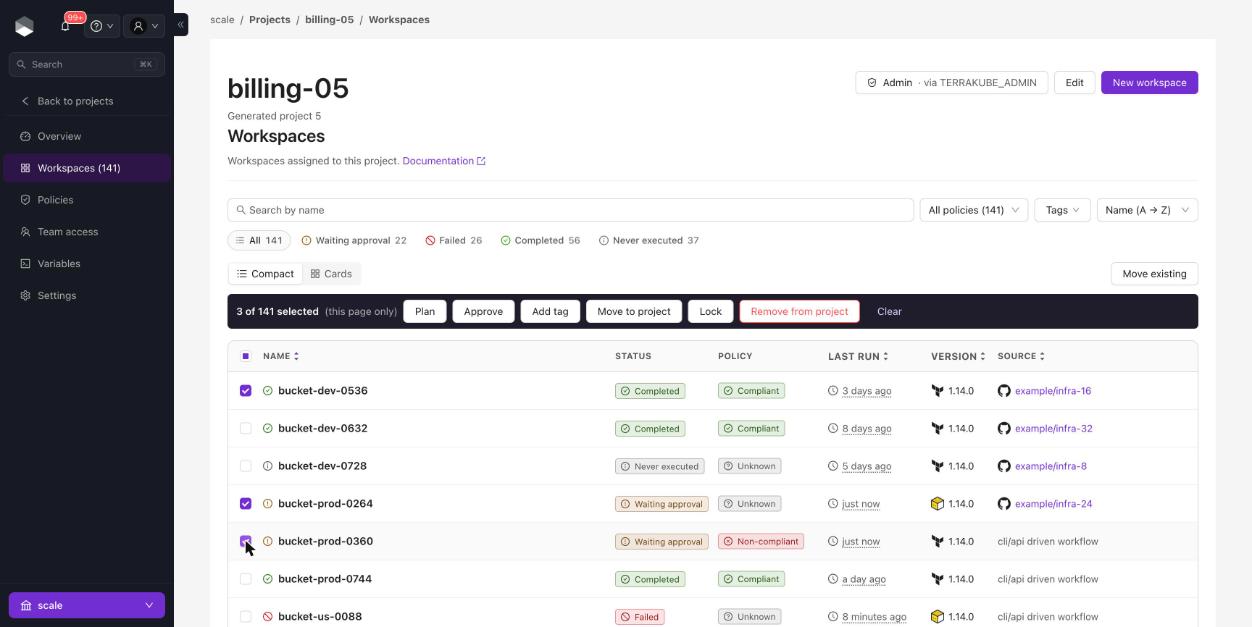 99+
Search ⌘K
Back to projects
Overview
Workspaces (141)
Policies
Team access
Variables
Settings
scale
scale / Projects / billing-05 / Workspaces
billing-05
Admin · via TERRAKUBE_ADMIN Edit New workspace
Generated project 5
Workspaces
Workspaces assigned to this project. Documentation
Search by name All policies (141) Tags Name (A → Z)
All 141 Waiting approval 22 Failed 26 Completed 56 Never executed 37
Compact Cards Move existing
3 of 141 selected (this page only) Plan Approve Add tag Move to project Lock Remove from project Clear
NAME STATUS POLICY LAST RUN VERSION SOURCE
bucket-dev-0536 Completed Compliant 3 days ago 1.14.0 example/infra-16
bucket-dev-0632 Completed Compliant 8 days ago 1.14.0 example/infra-32
bucket-dev-0728 Never executed Unknown 5 days ago 1.14.0 example/infra-8
bucket-prod-0264 Waiting approval Unknown just now 1.14.0 example/infra-24
bucket-prod-0360 Waiting approval Non-compliant just now 1.14.0 cli/api driven workflow
bucket-prod-0744 Completed Compliant a day ago 1.14.0 cli/api driven workflow
bucket-us-0088 Failed Unknown 8 minutes ago 1.14.0 cli/api driven workflow